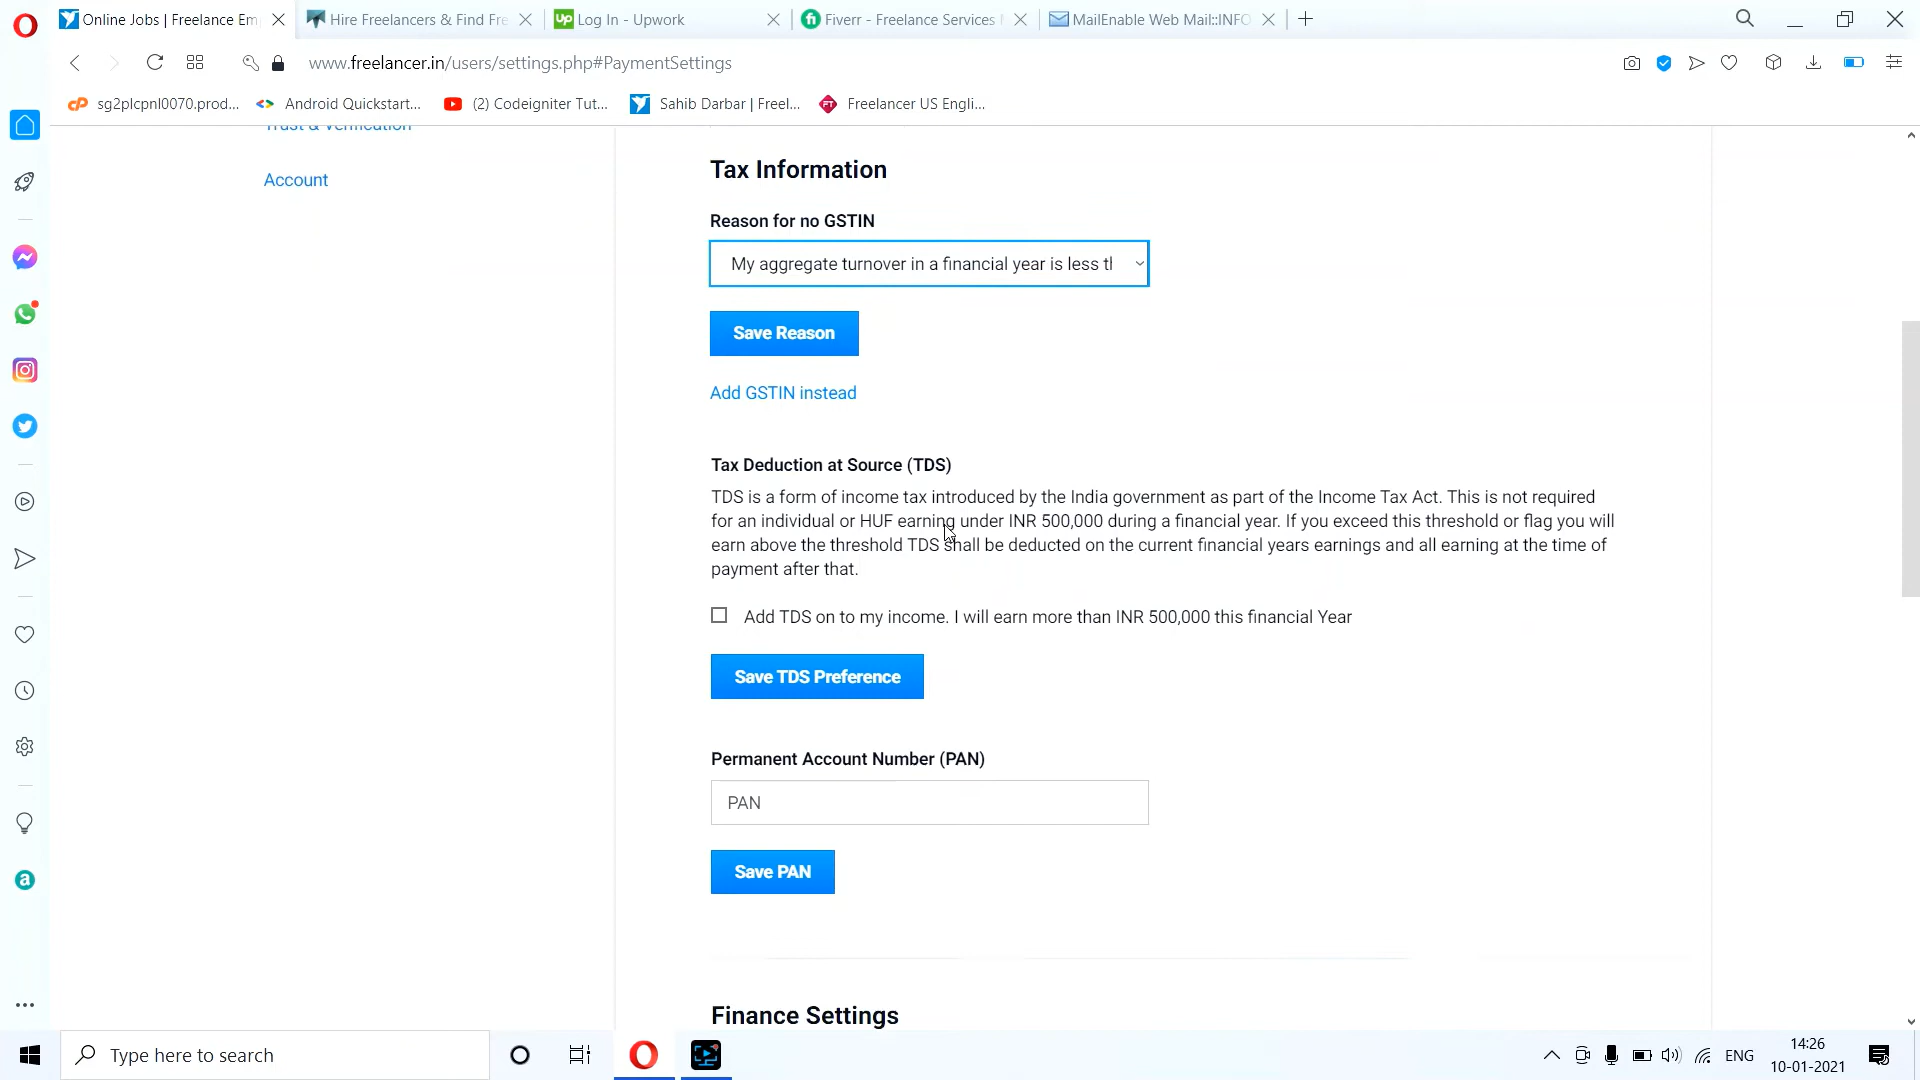 Online Jobs | Freelance Em
Hire Freelancers & Find Fre
Up Log In - Upwork
fi Fiverr - Freelance Services
MailEnable Web Mail::INFO
www.freelancer.in/users/settings.php#PaymentSettings
cP sg2plcpnl0070.prod...
Android Quickstart...
(2) Codeigniter Tut...
Sahib Darbar | Freel...
FT Freelancer US Engli...
Trust & Verification
Account
Tax Information
Reason for no GSTIN
My aggregate turnover in a financial year is less th
Save Reason
Add GSTIN instead
Tax Deduction at Source (TDS)
TDS is a form of income tax introduced by the India government as part of the Income Tax Act. This is not required
for an individual or HUF earning under INR 500,000 during a financial year. If you exceed this threshold or flag you will
earn above the threshold TDS shall be deducted on the current financial years earnings and all earning at the time of
payment after that.
Add TDS on to my income. I will earn more than INR 500,000 this financial Year
Save TDS Preference
Permanent Account Number (PAN)
PAN
Save PAN
Finance Settings
a
Type here to search
ENG
14:26
10-01-2021